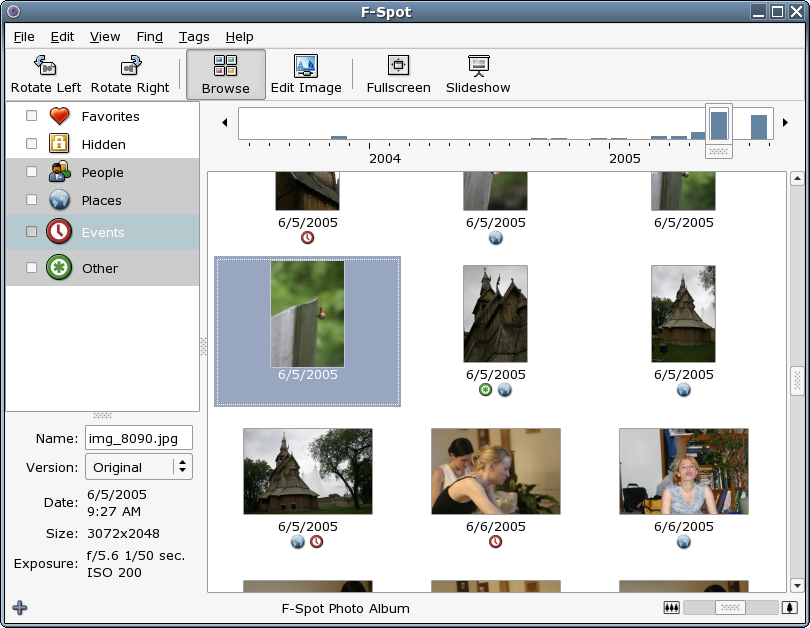 F-Spot
File Edit View Find Tags Help
Rotate Left Rotate Right Browse Edit Image Fullscreen Slideshow
Favorites
Hidden
People
Places
Events
Other
2004 2005
6/5/2005 6/5/2005 6/5/2005
6/5/2005 6/5/2005 6/5/2005
6/5/2005 6/6/2005 6/6/2005
Name: img_8090.jpg
Version: Original
Date: 6/5/2005
9:27 AM
Size: 3072x2048
Exposure: f/5.6 1/50 sec.
ISO 200
F-Spot Photo Album